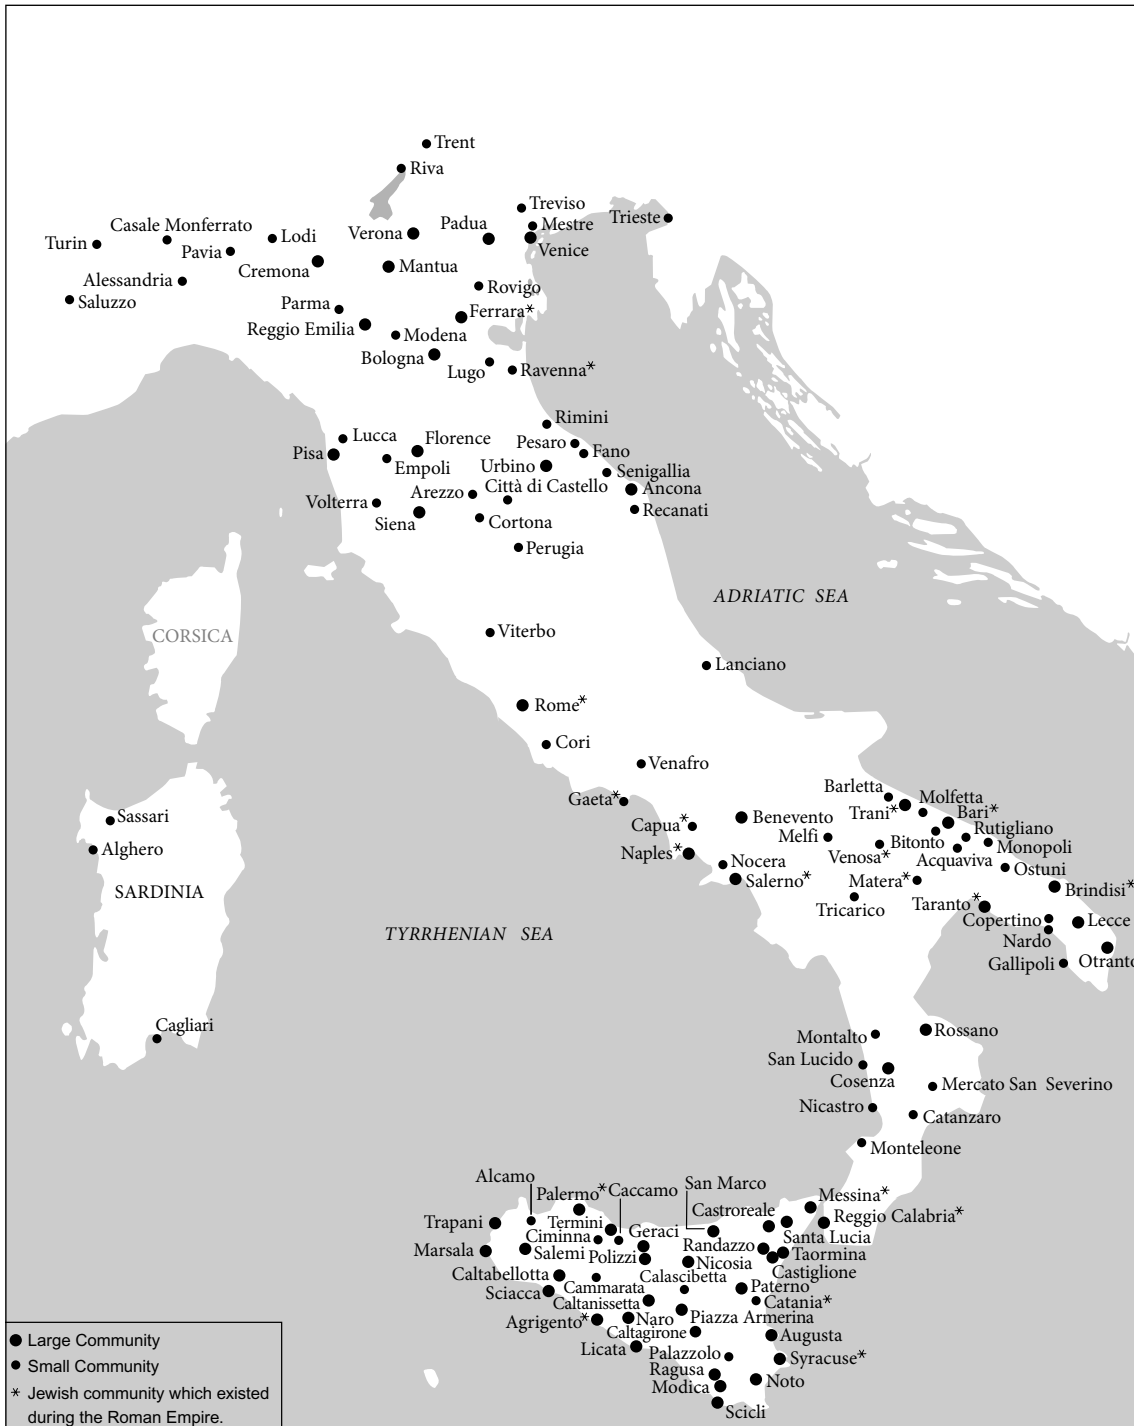 Trent
Riva
Treviso
Mestre
Trieste
Casale Monferrato
Turin
Pavia
Lodi
Verona
Padua
Venice
Cremona
Mantua
Alessandria
Saluzzo
Rovigo
Parma
Ferrara*
Reggio Emilia
Modena
Bologna
Lugo
Ravenna*
Rimini
Lucca
Florence
Pesaro
Fano
Pisa
Empoli
Urbino
Senigallia
Arezzo
Città di Castello
Ancona
Volterra
Siena
Cortona
Recanati
Perugia
ADRIATIC SEA
CORSICA
Viterbo
Lanciano
Rome*
Cori
Venafro
Gaeta*
Barletta
Trani*
Molfetta
Bari*
Sassari
Capua*
Benevento
Melfi
Bitonto
Rutigliano
Monopoli
Alghero
Naples*
Venosa*
Acquaviva
Nocera
Ostuni
SARDINIA
Salerno*
Matera*
Brindisi*
Tricarico
Taranto*
Copertino
Lecce
TYRRHENIAN SEA
Nardo
Gallipoli
Otranto
Cagliari
Montalto
Rossano
San Lucido
Cosenza
Mercato San Severino
Nicastro
Catanzaro
Monteleone
Alcamo
Palermo*
Caccamo
San Marco
Messina*
Trapani
Termini
Castroreale
Reggio Calabria*
Ciminna
Geraci
Santa Lucia
Marsala
Salemi
Polizzi
Randazzo
Taormina
Nicosia
Castiglione
Caltabellotta
Cammarata
Calascibetta
Paterno
Sciacca
Caltanissetta
Catania*
Agrigento*
Naro
Piazza Armerina
Caltagirone
Augusta
Licata
Palazzolo
Syracuse*
Ragusa
Modica
Noto
Scicli
Large Community
Small Community
* Jewish community which existed
during the Roman Empire.